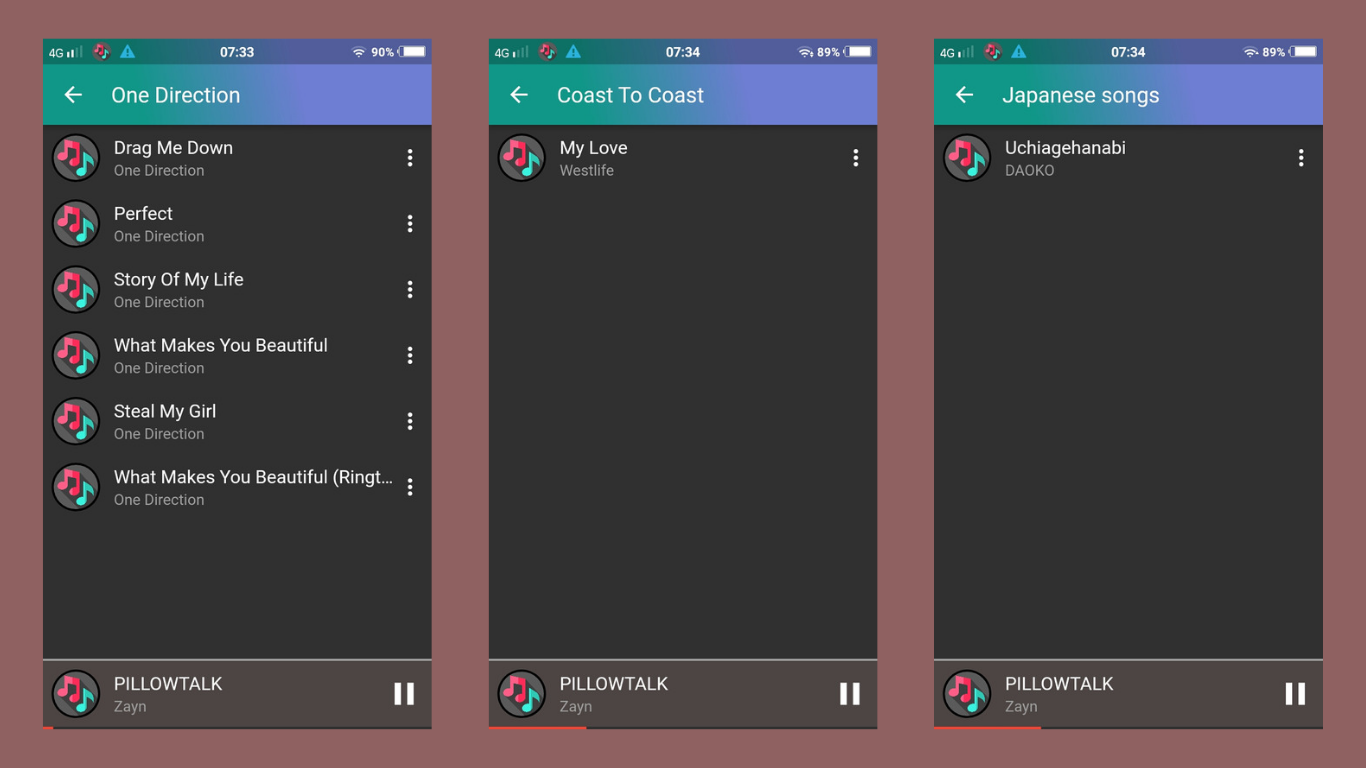 4G 07:33 90%
One Direction
Drag Me Down
One Direction
Perfect
One Direction
Story Of My Life
One Direction
What Makes You Beautiful
One Direction
Steal My Girl
One Direction
What Makes You Beautiful (Ringt...
One Direction
PILLOWTALK
Zayn
4G 07:34 89%
Coast To Coast
My Love
Westlife
PILLOWTALK
Zayn
4G 07:34 89%
Japanese songs
Uchiagehanabi
DAOKO
PILLOWTALK
Zayn